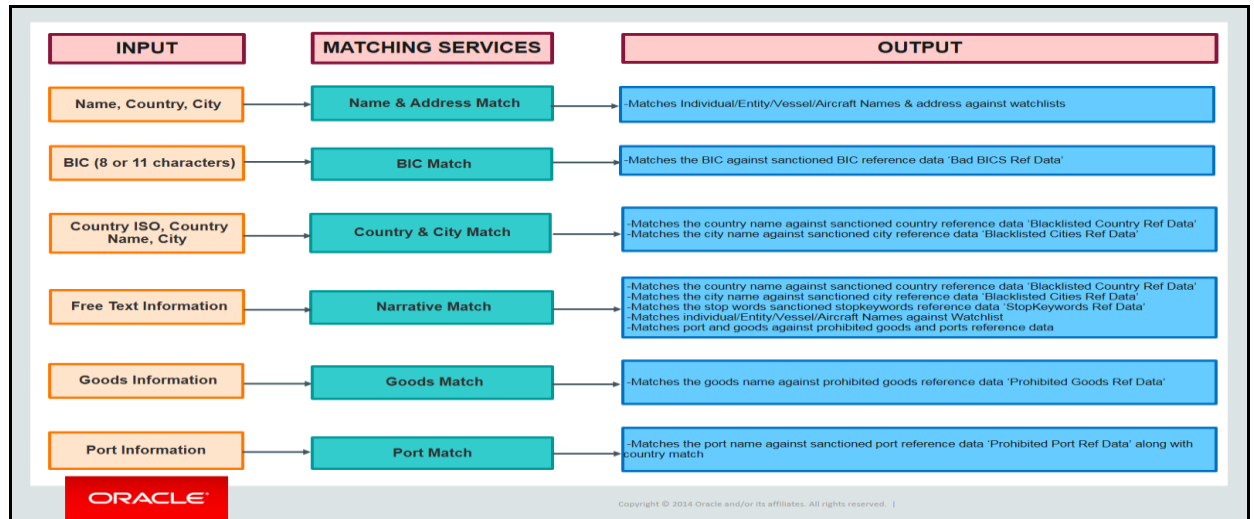 INPUT
MATCHING SERVICES
OUTPUT
Name, Country, City
Name & Address Match
-Matches Individual/Entity/Vessel/Aircraft Names & address against watchlists
BIC (8 or 11 characters)
BIC Match
-Matches the BIC against sanctioned BIC reference data 'Bad BICS Ref Data'
Country ISO, Country
Name, City
Country & City Match
-Matches the country name against sanctioned country reference data 'Blacklisted Country Ref Data'
-Matches the city name against sanctioned city reference data 'Blacklisted Cities Ref Data'
Free Text Information
Narrative Match
-Matches the country name against sanctioned country reference data 'Blacklisted Country Ref Data'
-Matches the city name against sanctioned city reference data 'Blacklisted Cities Ref Data'
-Matches the stop words sanctioned stopkeywords reference data 'StopKeywords Ref Data'
-Matches individual/Entity/Vessel/Aircraft Names against Watchlist
-Matches port and goods against prohibited goods and ports reference data
Goods Information
Goods Match
-Matches the goods name against prohibited goods reference data 'Prohibited Goods Ref Data'
Port Information
Port Match
-Matches the port name against sanctioned port reference data 'Prohibited Port Ref Data' along with
country match
ORACLE®
Copyright © 2014 Oracle and/or its affiliates. All rights reserved. |